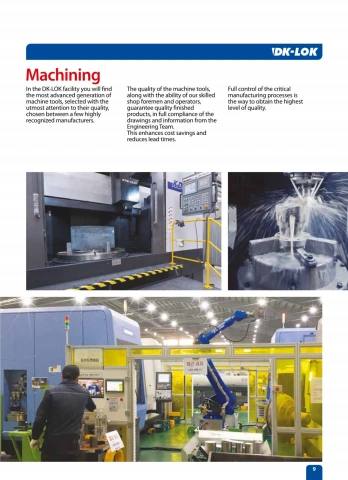 DK-LOK
Machining
In the DK-LOK facility you will find
the most advanced generation of
machine tools, selected with the
utmost attention to their quality,
chosen between a few highly
recognized manufacturers.
The quality of the machine tools,
along with the ability of our skilled
shop foremen and operators,
guarantee quality finished
products, in full compliance of the
drawings and information from the
Engineering Team.
This enhances cost savings and
reduces lead times.
Full control of the critical
manufacturing processes is
the way to obtain the highest
level of quality.
9